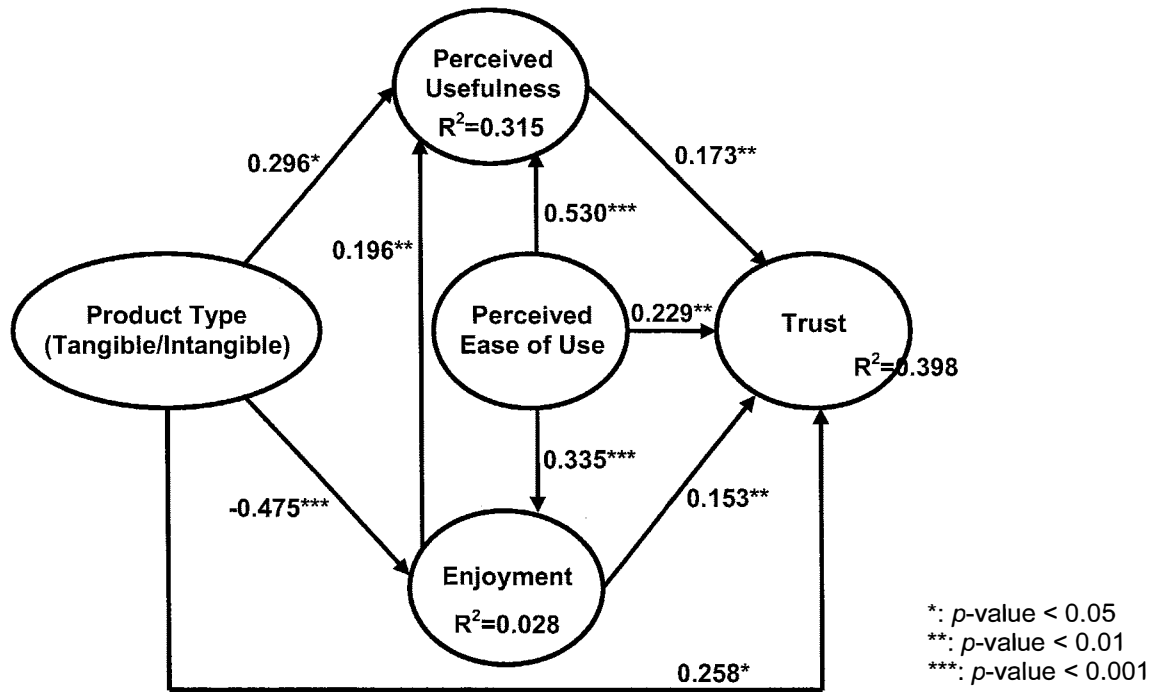 Perceived
Usefulness
R²=0.315
0.296*
0.173**
0.530***
0.196**
Product Type
(Tangible/Intangible)
Perceived
Ease of Use
0.229**
Trust
R²=0.398
0.335***
-0.475***
0.153**
Enjoyment
R²=0.028
0.258*
*: p-value < 0.05
**: p-value < 0.01
***: p-value < 0.001